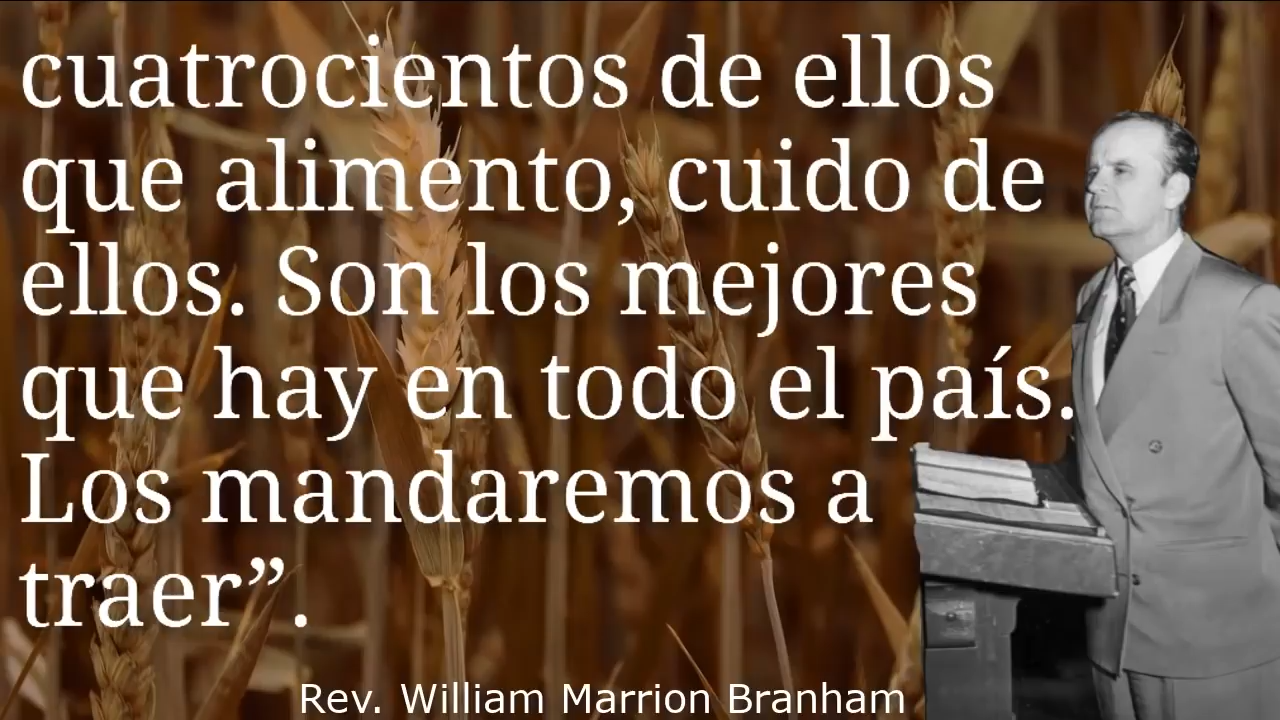 cuatrocientos de ellos
que alimento, cuido de
ellos. Son los mejores
que hay en todo el país.
Los mandaremos a
traer”.
Rev. William Marrion Branham